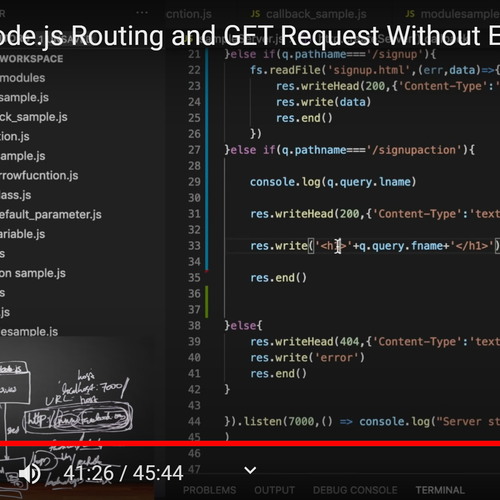 ode.js Routing and GET Request Without E
cntion.js
callback_sample.js
modulesample
WORKSPACE
modules
sample.js
ck_sample.js
tion.js
ample.js
rrowfucntion.js
lass.js
efault_parameter.js
ariable.js
s
on sample.js
s
.js
lesample.js
21 }else if(q.pathname==='/signup'){
22 fs.readFile('signup.html',(err,data)=>{
23 res.writeHead(200,{'Content-Type':'
24 res.write(data)
25 res.end()
26 })
27 }else if(q.pathname==='/signupaction'){
28
29 console.log(q.query.lname)
30
31 res.writeHead(200,{'Content-Type':'text
32
33 res.write('<h1>'+q.query.fname+'</h1>')
34
35 res.end()
36
37
38 }else{
39 res.writeHead(404,{'Content-Type':'text
40 res.write('error')
41 res.end()
42 }
43
44 }).listen(7000,() => console.log("Server st
45 )
46
47
localhost:7000/
URL
41:26 / 45:44
PROBLEMS OUTPUT DEBUG CONSOLE TERMINAL